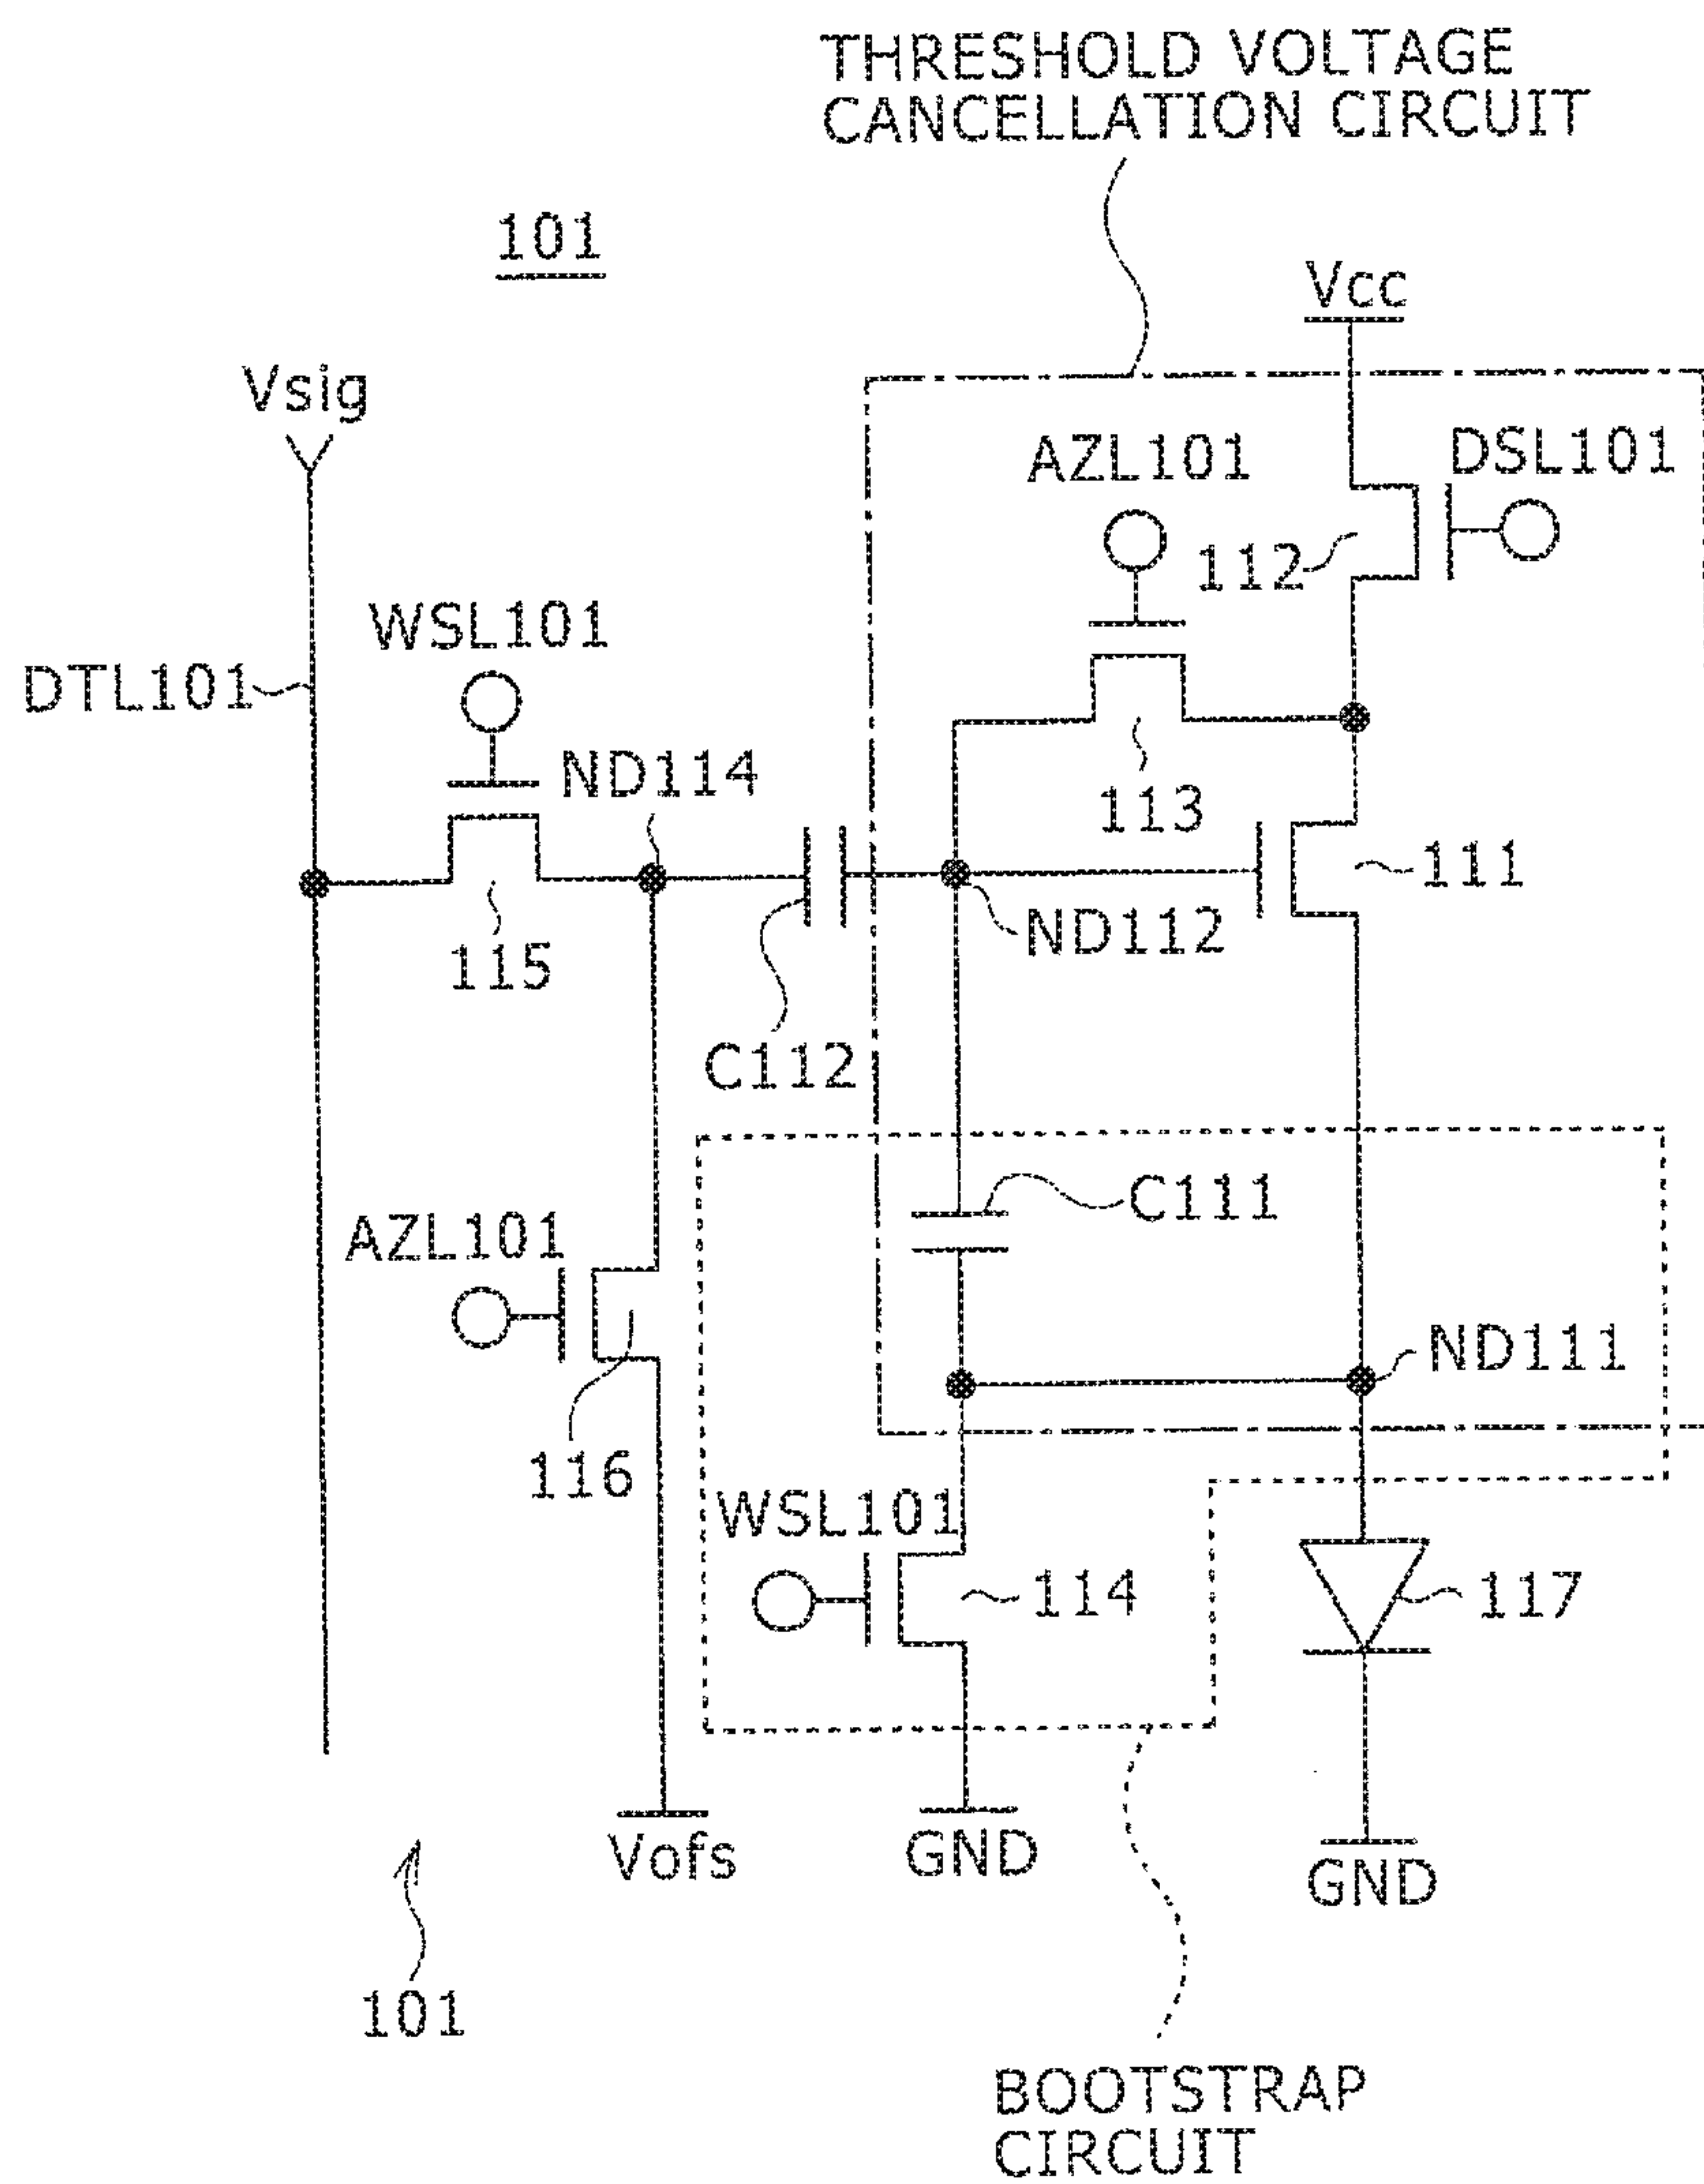 THRESHOLD VOLTAGE
CANCELLATION CIRCUIT
101
Vcc
Vsig
AZL101
DSL101
112
WSL101
DTL101
ND114
113
111
ND112
115
C112
C111
AZL101
ND111
116
WSL101
114
117
Vofs
GND
GND
101
BOOTSTRAP
CIRCUIT